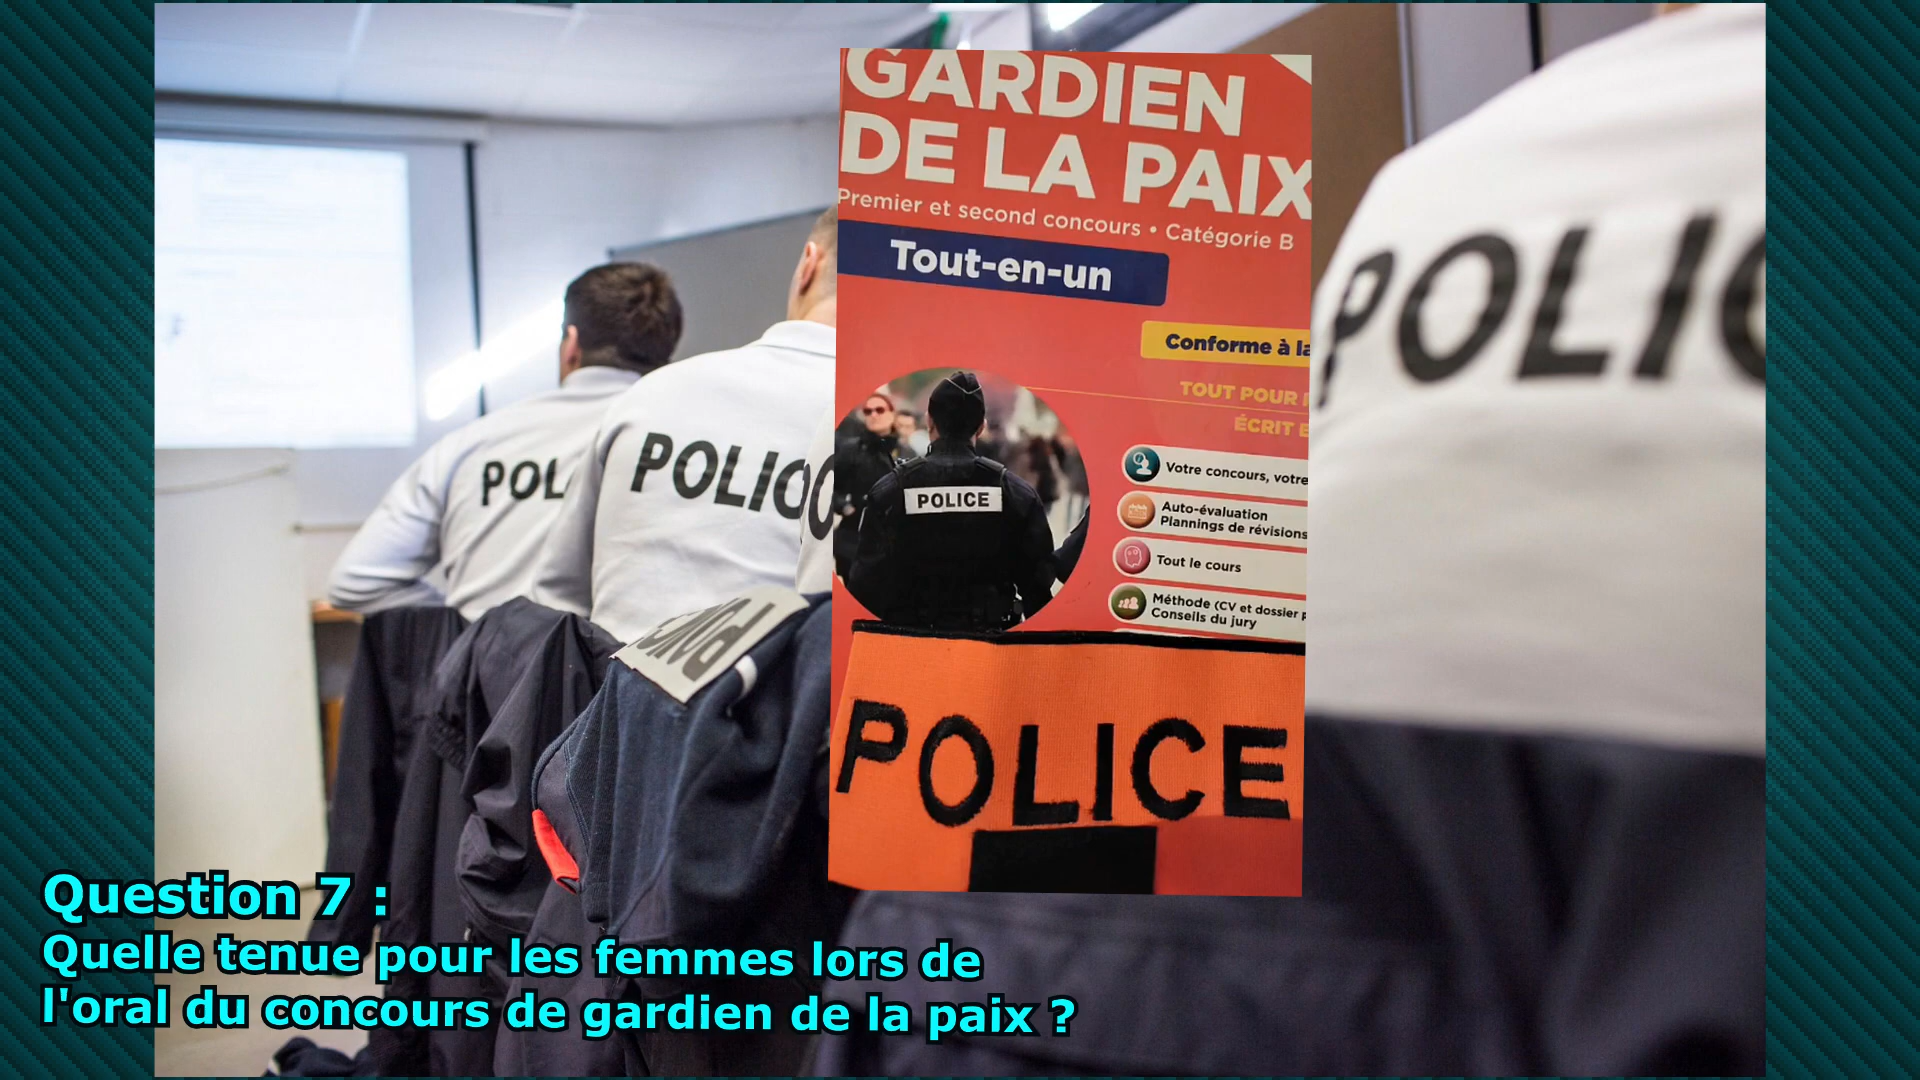 GARDIEN
DE LA PAIX
Premier et second concours • Catégorie B
Tout-en-un
Conforme à la
TOUT POUR
ÉCRIT
Votre concours, votre
Auto-évaluation
Plannings de révisions
Tout le cours
Méthode (CV et dossier
Conseils du jury
POLICE
POLICE
POL
POLIC
POLIC
Question 7 :
Quelle tenue pour les femmes lors de
l'oral du concours de gardien de la paix ?